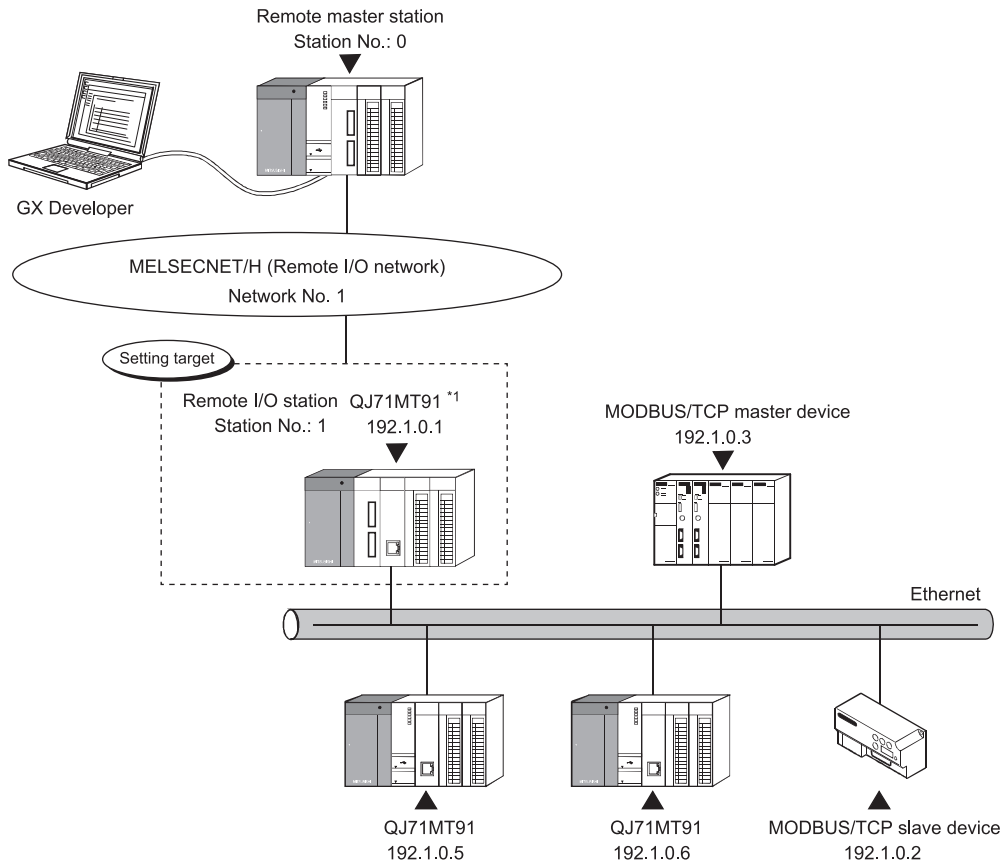 Remote master station
Station No.: 0
GX Developer
MELSECNET/H (Remote I/O network)
Network No. 1
Setting target
Remote I/O station QJ71MT91 *1
Station No.: 1 192.1.0.1
MODBUS/TCP master device
192.1.0.3
Ethernet
QJ71MT91
192.1.0.5
QJ71MT91
192.1.0.6
MODBUS/TCP slave device
192.1.0.2